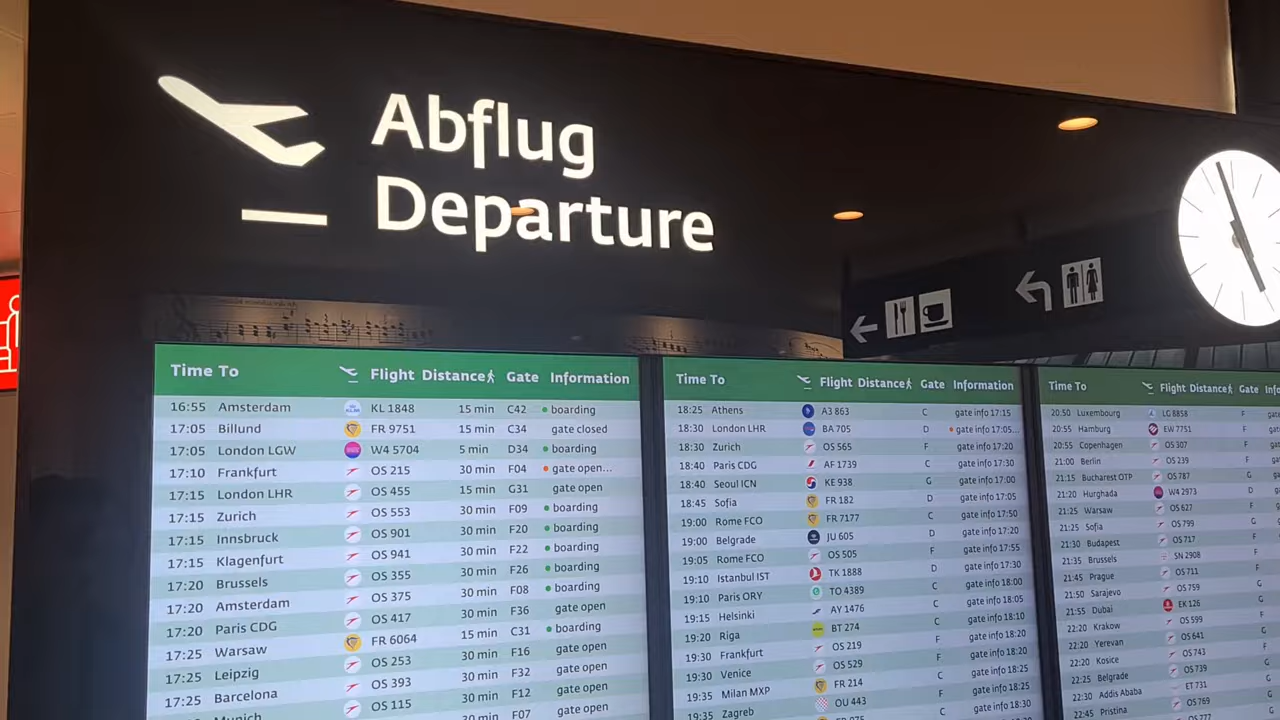 Abflug
Departure
Time To Flight Distance Gate Information
16:55 Amsterdam KL 1848 15 min C42 boarding
17:05 Billund FR 9751 15 min C34 gate closed
17:05 London LGW W4 5704 5 min D34 boarding
17:10 Frankfurt OS 215 30 min F04 gate open...
17:15 London LHR OS 455 15 min G31 gate open
17:15 Zurich OS 553 30 min F09 boarding
17:15 Innsbruck OS 901 30 min F20 boarding
17:15 Klagenfurt OS 941 30 min F22 boarding
17:20 Brussels OS 355 30 min F26 boarding
17:20 Amsterdam OS 375 30 min F08 boarding
17:20 Paris CDG OS 417 30 min F36 gate open
17:25 Warsaw FR 6064 15 min C31 boarding
17:25 Leipzig OS 253 30 min F16 gate open
17:25 Barcelona OS 393 30 min F32 gate open
Munich OS 115 30 min F12 gate open
30 min F07 gate open
Time To Flight Distance Gate Information
18:25 Athens A3 863 C gate info 17:15
18:30 London LHR BA 705 D gate info 17:05...
18:30 Zurich OS 565 F gate info 17:20
18:40 Paris CDG AF 1739 C gate info 17:30
18:40 Seoul ICN KE 938 G gate info 17:00
18:45 Sofia FR 182 D gate info 17:05
19:00 Rome FCO FR 7177 C gate info 17:50
19:00 Belgrade JU 605 D gate info 17:20
19:05 Rome FCO OS 505 F gate info 17:55
19:10 Istanbul IST TK 1888 D gate info 17:30
19:10 Paris ORY TO 4389 C gate info 18:00
19:15 Helsinki AY 1476 C gate info 18:05
19:20 Riga BT 274 C gate info 18:10
19:30 Frankfurt OS 219 F gate info 18:20
19:30 Venice OS 529 F gate info 18:20
19:35 Milan MXP FR 214 C gate info 18:25
19:35 Zagreb OU 443 F gate info 18:25
C gate info 18:30
Time To Flight Distance Gate
20:50 Luxembourg LG 8858 F
20:55 Hamburg EW 7751 F
20:55 Copenhagen OS 307 F
21:00 Berlin OS 239 F
21:15 Bucharest OTP OS 787 G
21:20 Hurghada W4 2973 D
21:25 Warsaw OS 627 F
21:25 Sofia OS 799 G
21:30 Budapest OS 717 F
21:35 Brussels SN 2908 F
21:45 Prague OS 711
21:50 Sarajevo OS 759
21:55 Dubai EK 126
22:20 Krakow OS 599
22:20 Yerevan OS 641
22:20 Kosice OS 743
22:25 Belgrade OS 739
22:30 Addis Ababa ET 731
22:45 Pristina OS 769
OS 777